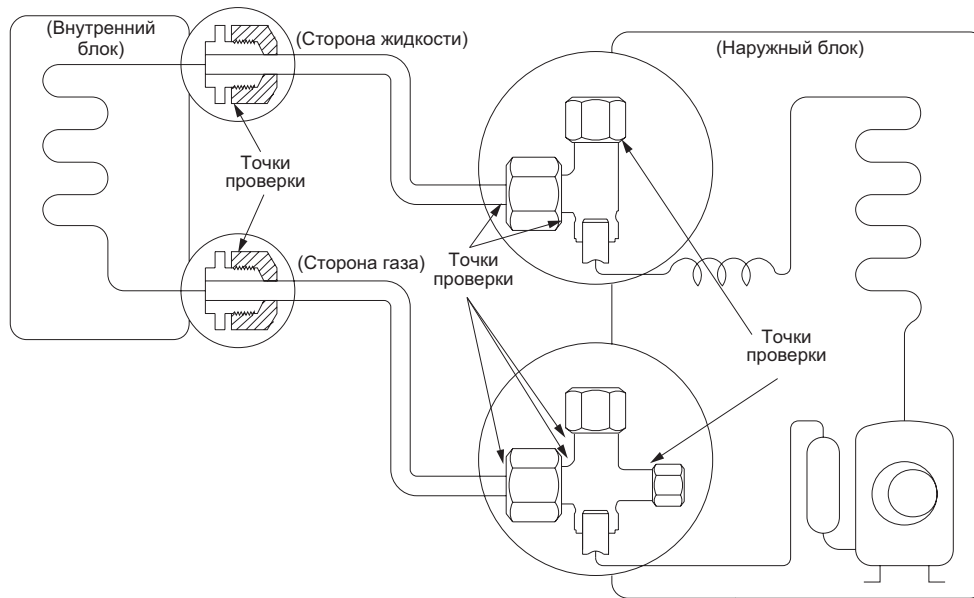 (Внутренний
блок)
(Сторона жидкости)
(Наружный блок)
Точки
проверки
(Сторона газа)
Точки
проверки
Точки
проверки